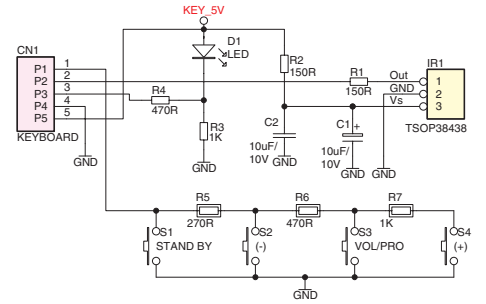 KEY_5V
CN1
P1 1
P2 2
P3 3
P4 4
P5 5
KEYBOARD
GND
D1
LED
R4
470R
R3
1K
GND
R2
150R
R1
150R
C2
10uF/
10V
GND
C1 +
10uF/
10V
GND
GND
IR1
Out 1
GND 2
Vs 3
TSOP38438
R5
270R
R6
470R
R7
1K
S1
STAND BY
S2
(-)
S3
VOL/PRO
S4
(+)
GND